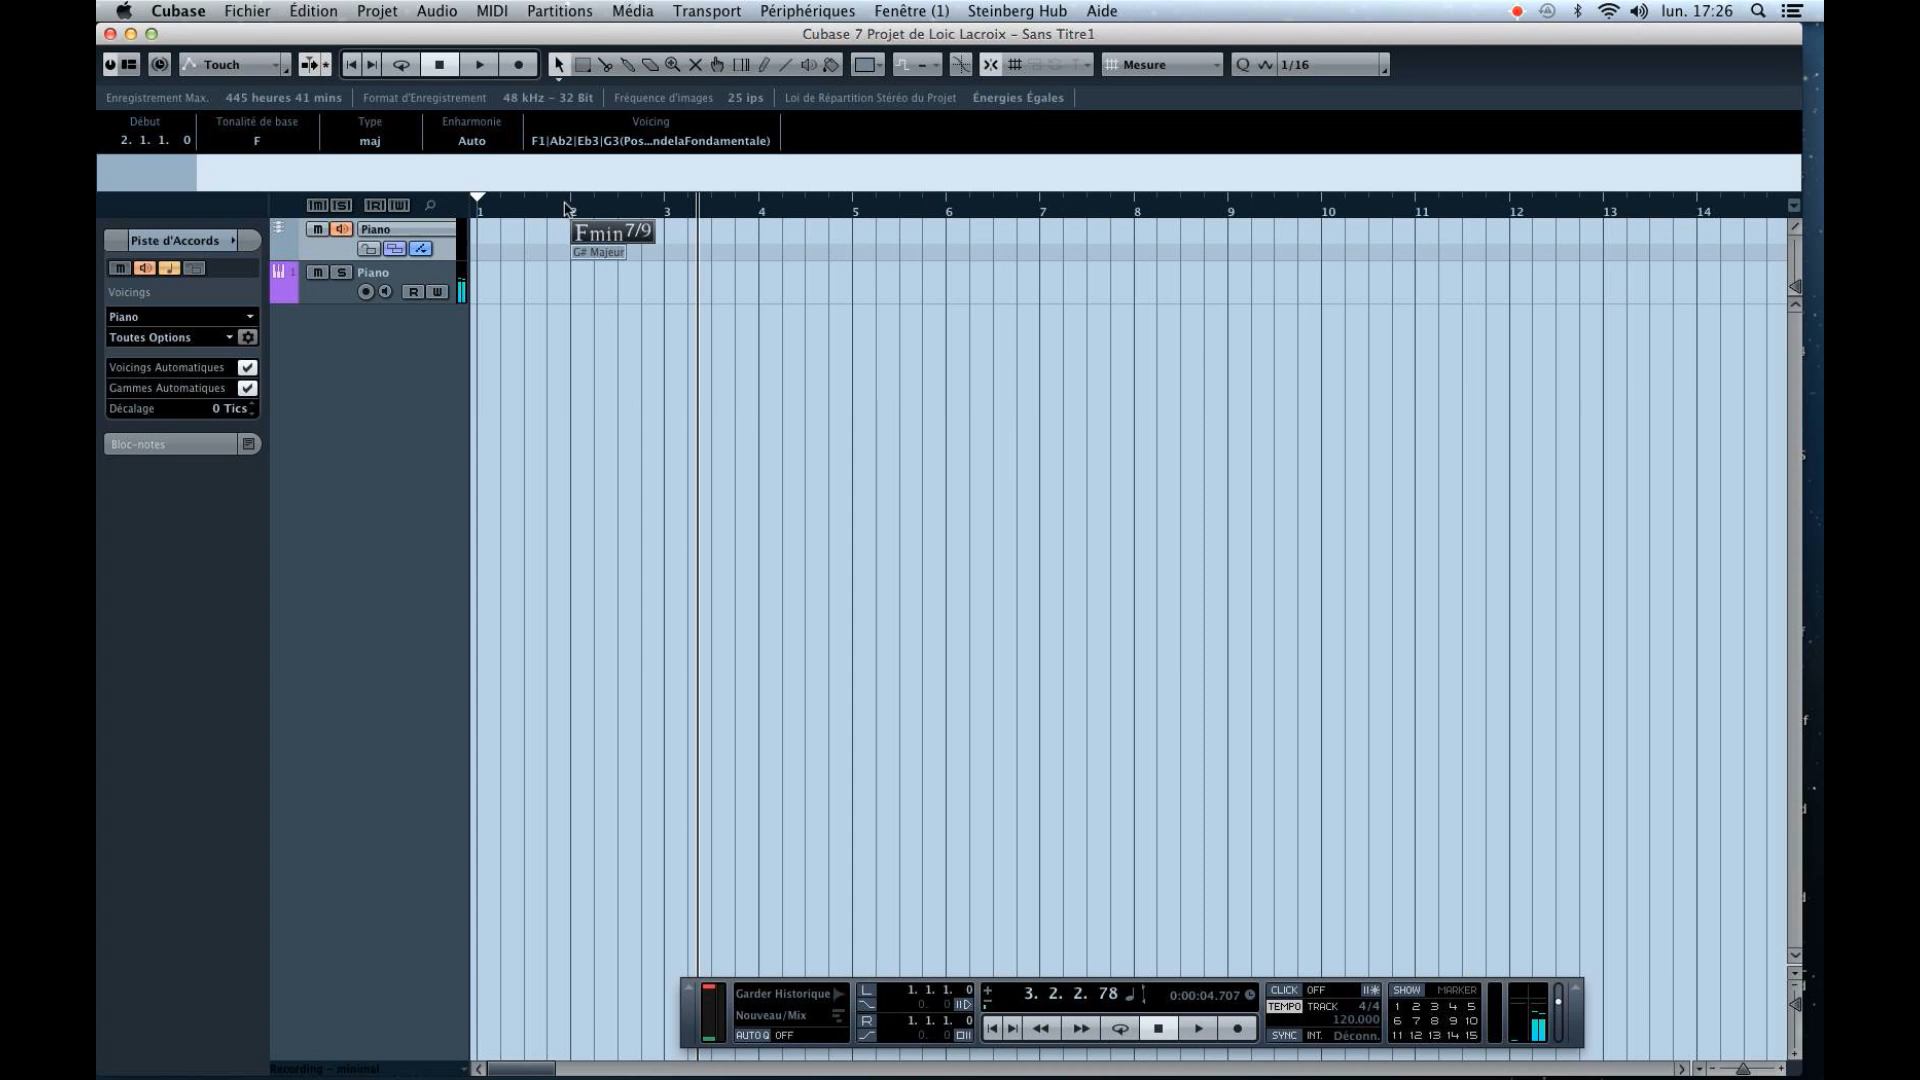 Cubase Fichier Édition Projet Audio MIDI Partitions Média Transport Périphériques Fenêtre (1) Steinberg Hub Aide lun. 17:26
Cubase 7 Projet de Loic Lacroix – Sans Titre1
Touch Mesure Q 1/16
Enregistrement Max. 445 heures 41 mins Format d'Enregistrement 48 kHz – 32 Bit Fréquence d'images 25 ips Loi de Répartition Stéréo du Projet Énergies Égales
Début Tonalité de base Type Enharmonie Voicing
2. 1. 1. 0 F maj Auto F1|Ab2|Eb3|G3(Pos...ndelaFondamentale)
M S R W
1 2 3 4 5 6 7 8 9 10 11 12 13 14
m Piano
Fmin7/9
G# Majeur
Piste d'Accords
m
1 m S Piano
R W
Voicings
Piano
Toutes Options
Voicings Automatiques
Gammes Automatiques
Décalage 0 Tics
Bloc-notes
Garder Historique
Nouveau/Mix
AUTO Q OFF
L 1. 1. 1. 0
0. 0
R 1. 1. 1. 0
0. 0
3. 2. 2. 78 0:00:04.707
CLICK OFF
TEMPO TRACK 4/4
120.000
SYNC INT. Déconn.
SHOW MARKER
1 2 3 4 5
6 7 8 9 10
11 12 13 14 15
Recording – minimal